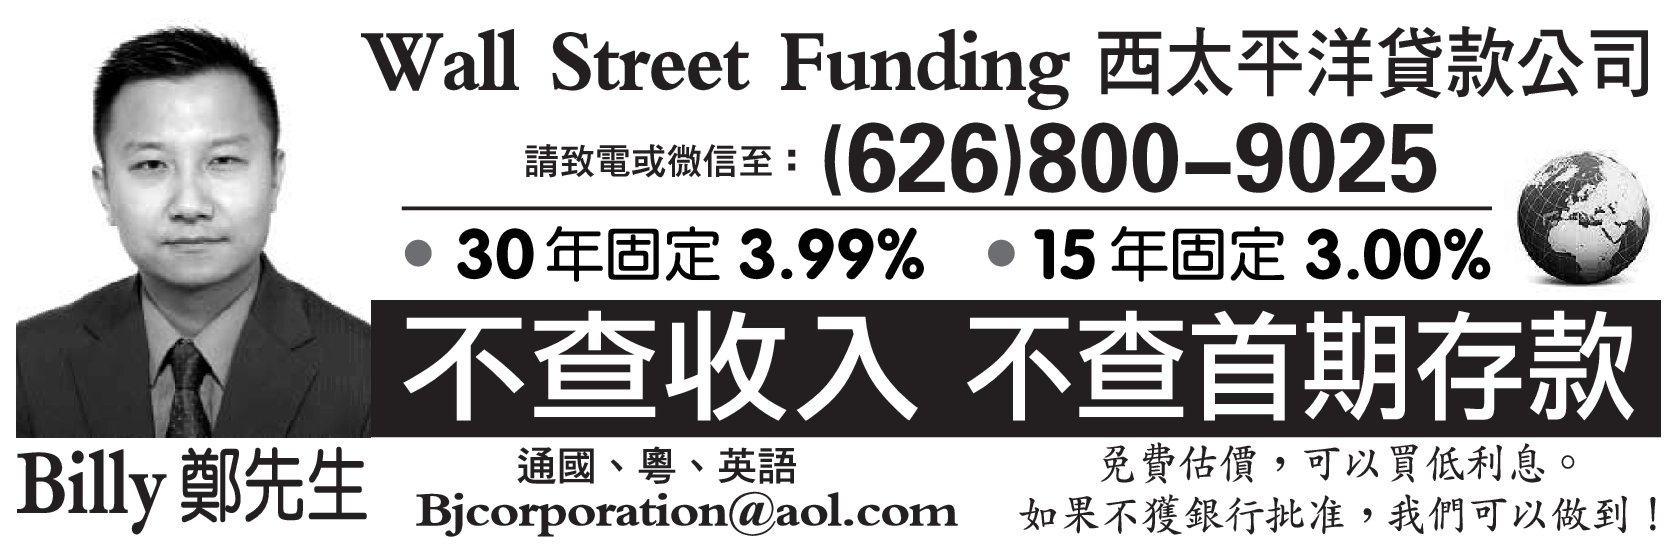 Wall Street Funding 西太平洋貸款公司
請致電或微信至：(626)800-9025
• 30年固定 3.99% • 15年固定 3.00%
不查收入 不查首期存款
Billy 鄭先生
通國、粵、英語
Bjcorporation@aol.com
免費估價，可以買低利息。
如果不獲銀行批准，我們可以做到！